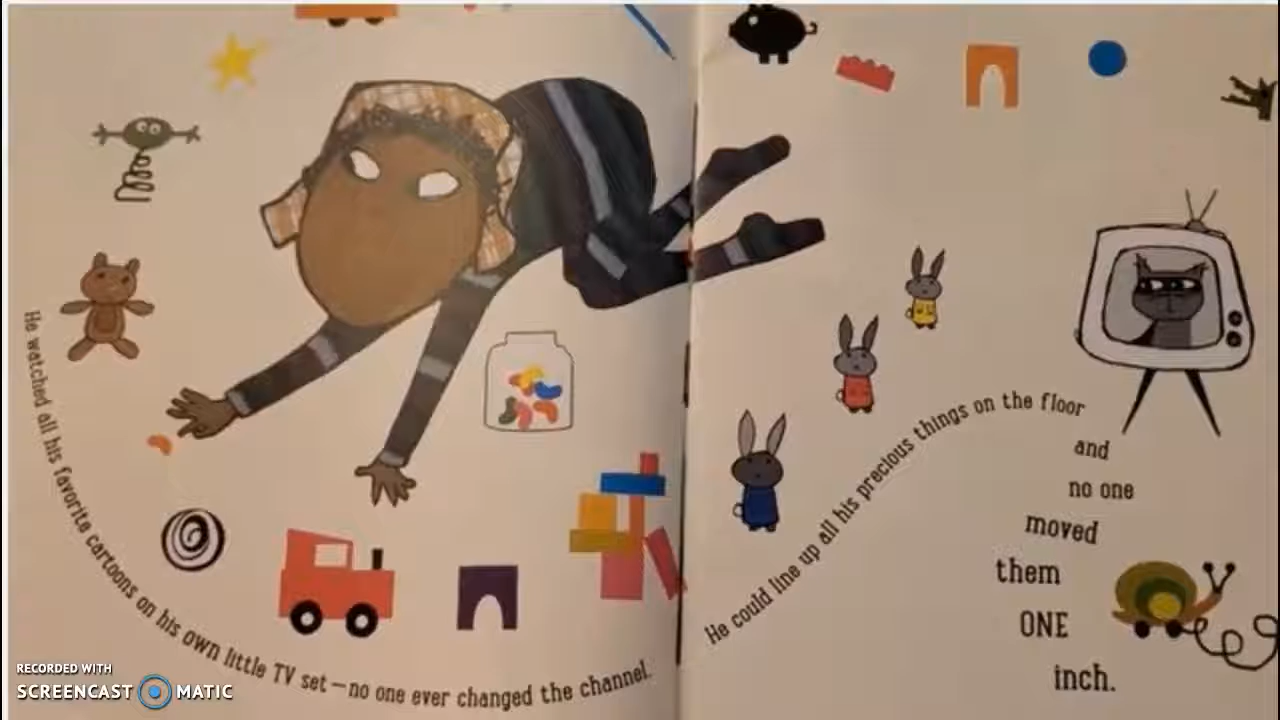 He watched all his favorite cartoons on his own little TV set—no one ever changed the channel.
He could line up all his precious things on the floor
and
no one
moved
them
ONE
inch.
RECORDED WITH
SCREENCAST MATIC